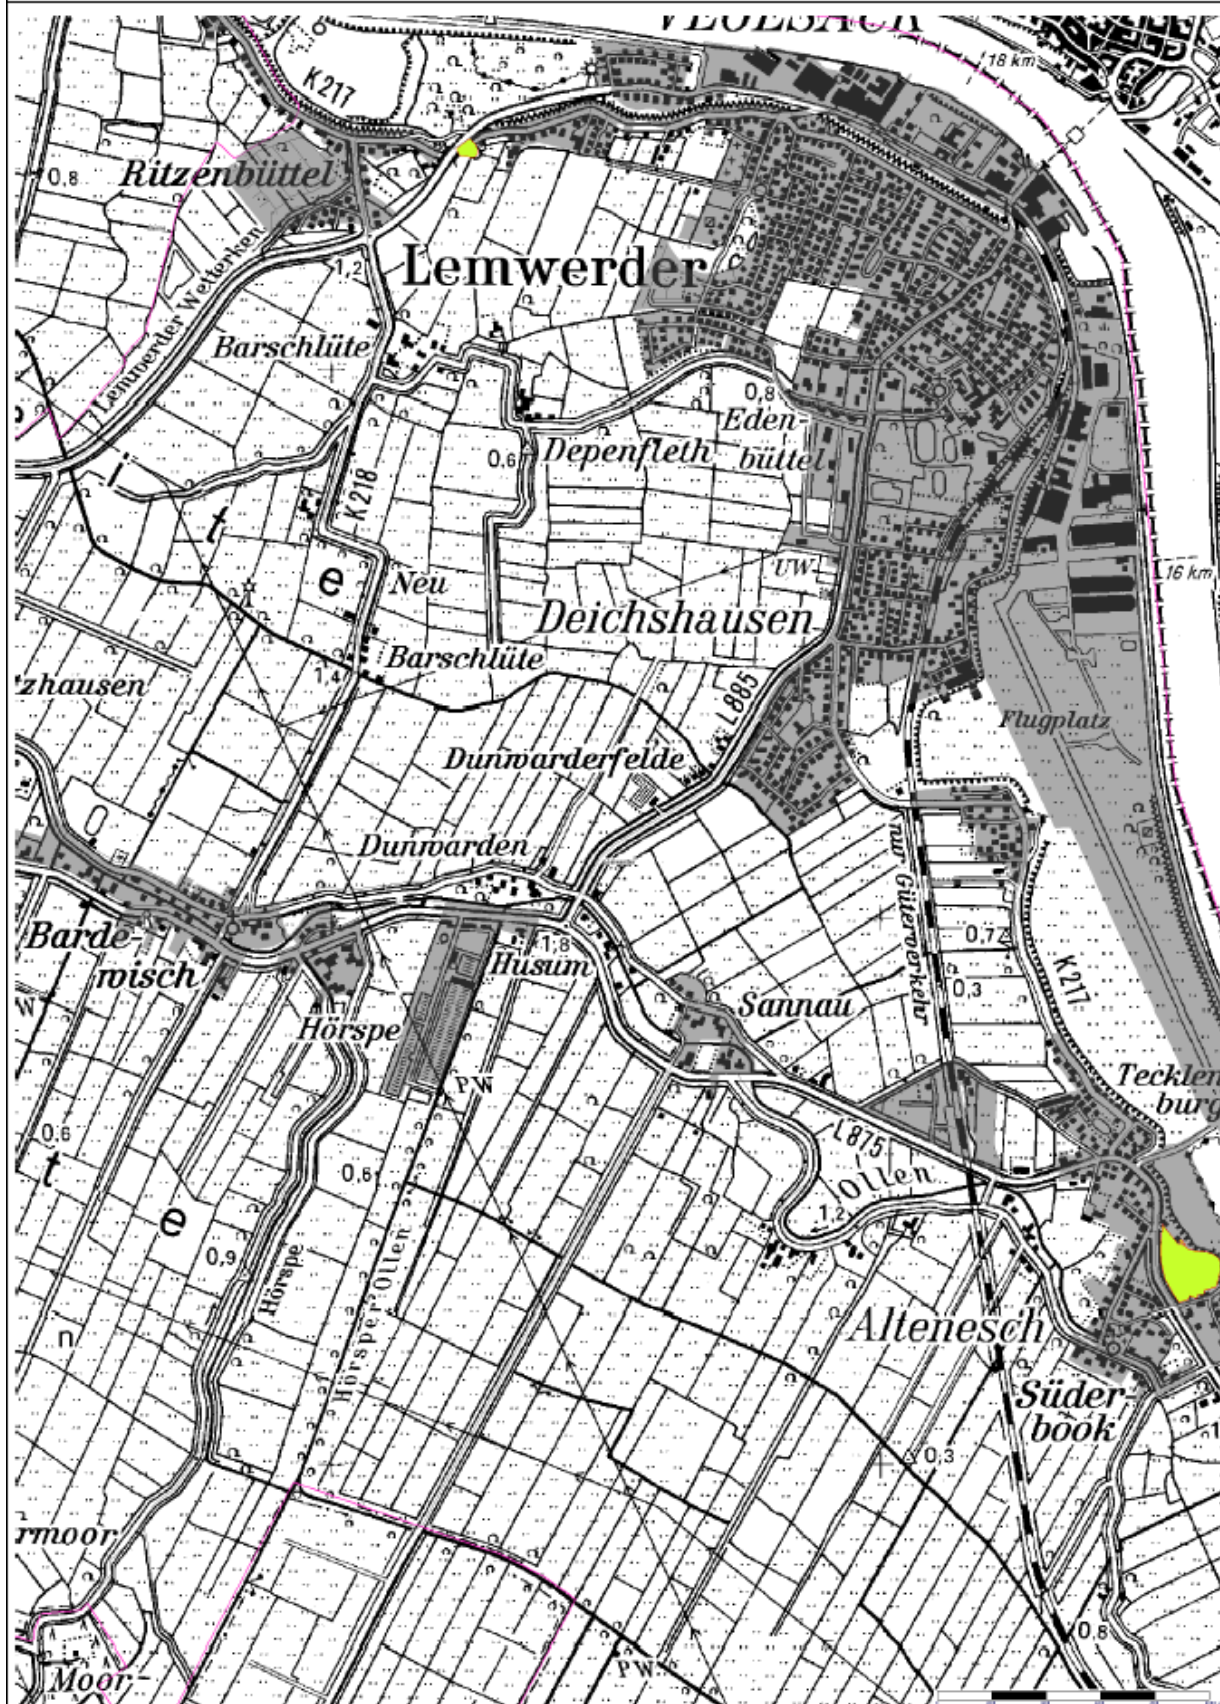 VEGESACK
18 km
K217
Ritzenbüttel
0,8
Lemwerder
1,2
Lemwerder Wetterken
Barschlüte
0,8
Eden-
büttel
Depenfleth
0,6
K218
i
t
e
UW
16 km
Neu
Barschlüte
Deichshausen
1,4
zhausen
L885
Flugplatz
Dunwarderfelde
Dunwarden
nur Güterverkehr
Barde-
wisch
1,8
Husum
0,7
0,3
K217
W
Hörspe
Sannau
PW
Tecklen
burg
0,6
t
e
L875
Ollen
1,2
0,6
0,9
Hörspe
Hörsper Ollen
n
Altenesch
Süder-
book
0,3
rmoor
0,8
Moor-
PW